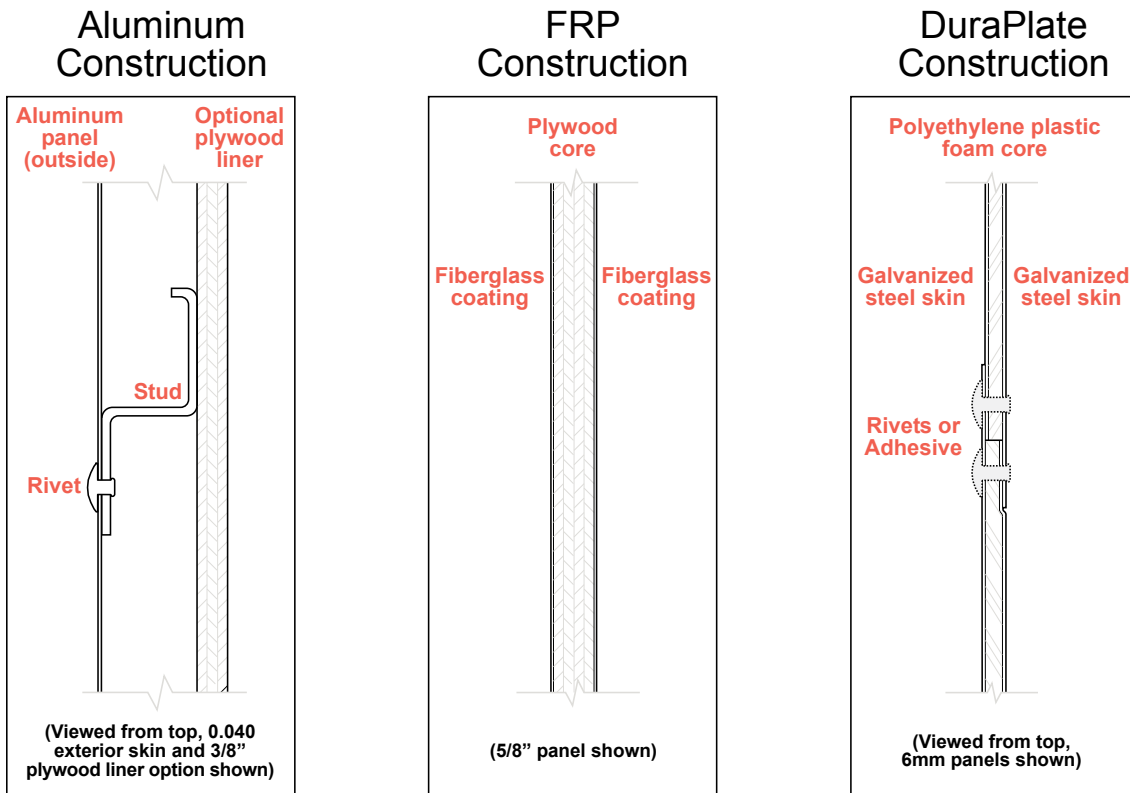 Aluminum
Construction
Aluminum
panel
(outside)
Optional
plywood
liner
Stud
Rivet
(Viewed from top, 0.040
exterior skin and 3/8”
plywood liner option shown)
FRP
Construction
Plywood
core
Fiberglass
coating
Fiberglass
coating
(5/8” panel shown)
DuraPlate
Construction
Polyethylene plastic
foam core
Galvanized
steel skin
Galvanized
steel skin
Rivets or
Adhesive
(Viewed from top,
6mm panels shown)